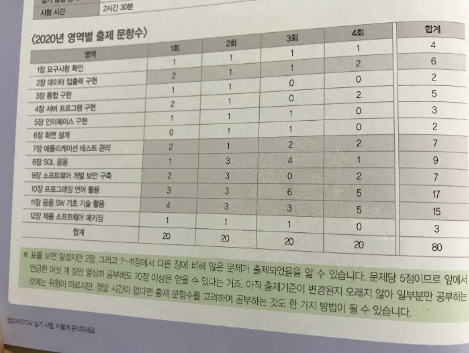 시험 시간 2시간 30분
<2020년 영역별 출제 문항수>
영역 1회 2회 3회 4회 합계
1장 요구사항 확인 1 1 1 1 4
2장 데이터 입출력 구현 2 1 1 2 6
3장 통합 구현 1 1 0 0 2
4장 서버 프로그램 구현 2 1 0 2 5
5장 인터페이스 구현 1 1 1 0 3
6장 화면 설계 0 1 1 0 2
7장 애플리케이션 테스트 관리 2 1 2 2 7
8장 SQL 응용 1 3 4 1 9
9장 소프트웨어 개발 보안 구축 2 3 0 2 7
10장 프로그래밍 언어 활용 3 3 6 5 17
11장 응용 SW 기초 기술 활용 4 3 3 5 15
12장 제품 소프트웨어 패키징 1 1 1 0 3
합계 20 20 20 20 80
■ 표를 보면 알겠지만 2장, 그리고 7~11장에서 다른 장에 비해 많은 문제가 출제되었음을 알 수 있습니다. 문제당 5점이므로 앞에서
언급한 여섯 개 장만 열심히 공부해도 70점 이상은 얻을 수 있다는 거죠. 아직 출제기준이 변경된지 오래지 않아 일부분만 공부하는
것에는 위험이 따르지만, 정말 시간이 없다면 출제 문항수를 고려하여 공부하는 것도 한 가지 방법이 될 수 있습니다.
정보처리기사 실기 시험, 이렇게 준비하세요